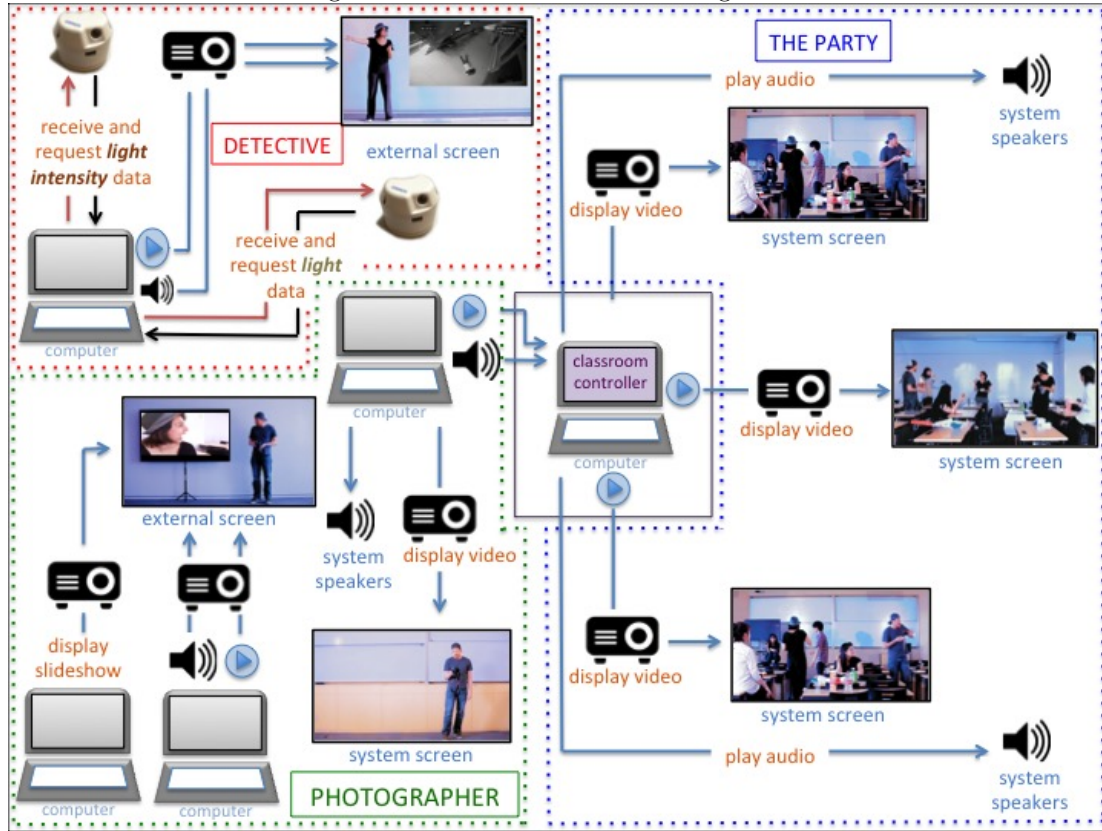 THE PARTY
play audio
system
speakers
receive and
request light
intensity data
DETECTIVE
external screen
display video
system screen
receive and
request light
data
computer
computer
classroom
controller
computer
display video
system screen
external screen
system
speakers
display video
display
slideshow
display video
system screen
system screen
play audio
system
speakers
computer
computer
PHOTOGRAPHER